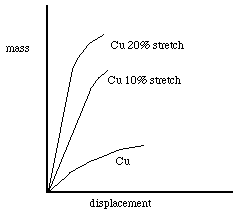 Cu 20% stretch
mass
Cu 10% stretch
Cu
displacement